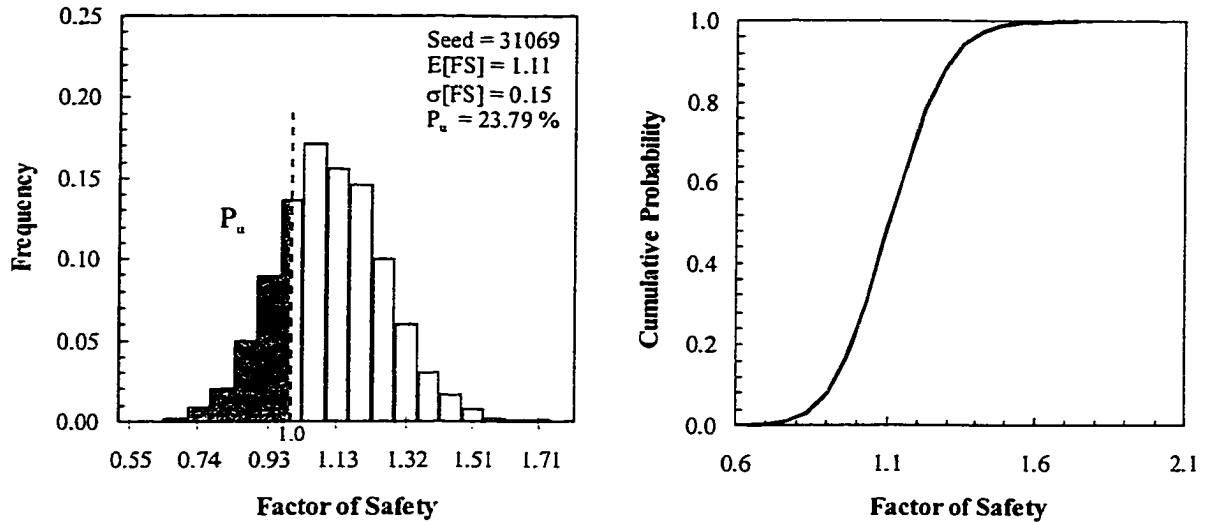 0.25
0.20
0.15
0.10
0.05
0.00
Frequency
Seed = 31069
E[FS] = 1.11
σ[FS] = 0.15
Pu = 23.79 %
Pu
1.0
0.55 0.74 0.93 1.13 1.32 1.51 1.71
Factor of Safety
1.0
0.8
0.6
0.4
0.2
0.0
Cumulative Probability
0.6 1.1 1.6 2.1
Factor of Safety